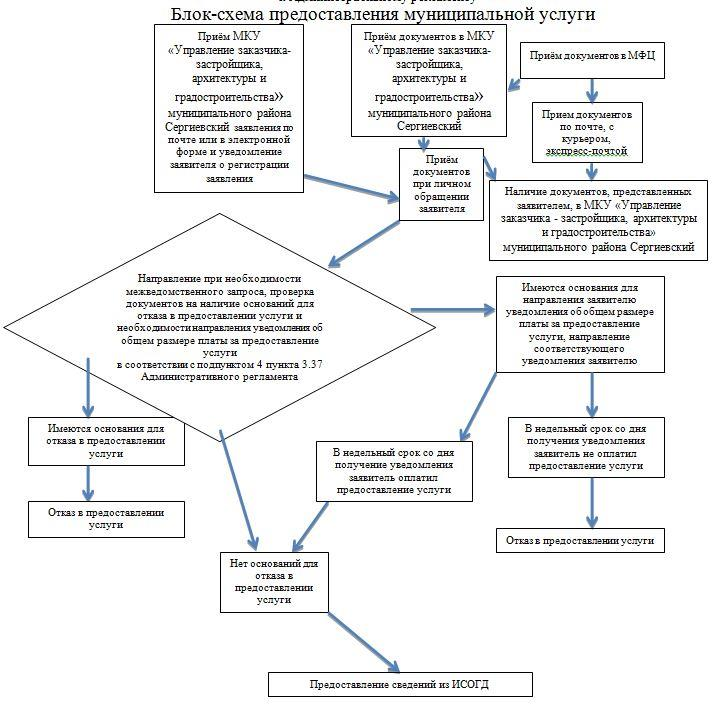 Блок-схема предоставления муниципальной услуги
Приём МКУ
«Управление заказчика-
застройщика,
архитектуры и
градостроительства»
муниципального района
Сергиевский заявления по
почте или в электронной
форме и уведомление
заявителя о регистрации
заявления
Приём документов в МКУ
«Управление заказчика-
застройщика,
архитектуры и
градостроительства»
муниципального района
Сергиевский
Приём документов в МФЦ
Прием документов
по почте, с
курьером,
экспресс-почтой
Приём
документов
при личном
обращении
заявителя
Наличие документов, представленных
заявителем, в МКУ «Управление
заказчика - застройщика, архитектуры
и градостроительства»
муниципального района Сергиевский
Направление при необходимости
межведомственного запроса, проверка
документов на наличие оснований для
отказа в предоставлении услуги и
необходимости направления уведомления об
общем размере платы за предоставление
услуги
в соответствии с подпунктом 4 пункта 3.37
Административного регламента
Имеются основания для
направления заявителю
уведомления об общем размере
платы за предоставление
услуги, направление
соответствующего
уведомления заявителю
Имеются основания для
отказа в предоставлении
услуги
В недельный срок со дня
получение уведомления
заявитель оплатил
предоставление услуги
В недельный срок со дня
получения уведомления
заявитель не оплатил
предоставление услуги
Отказ в предоставлении
услуги
Отказ в предоставлении услуги
Нет оснований для
отказа в
предоставлении
услуги
Предоставление сведений из ИСОГД